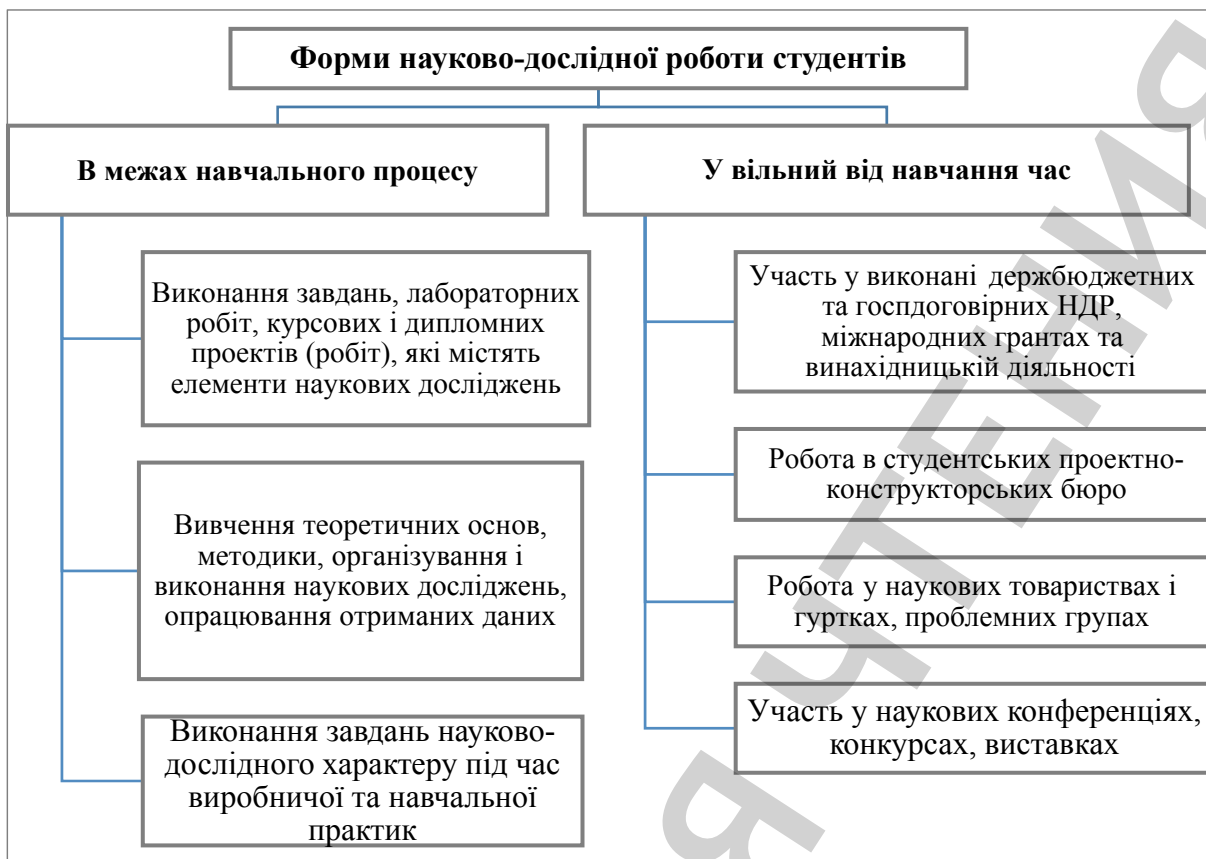 Форми науково-дослідної роботи студентів
В межах навчального процесу
Виконання завдань, лабораторних
робіт, курсових і дипломних
проектів (робіт), які містять
елементи наукових досліджень
Вивчення теоретичних основ,
методики, організування і
виконання наукових досліджень,
опрацювання отриманих даних
Виконання завдань науково-
дослідного характеру під час
виробничої та навчальної
практик
У вільний від навчання час
Участь у виконані держбюджетних
та госпдоговірних НДР,
міжнародних грантах та
винахідницькій діяльності
Робота в студентських проектно-
конструкторських бюро
Робота у наукових товариствах і
гуртках, проблемних групах
Участь у наукових конференціях,
конкурсах, виставках
Я ЧТЕНИЯ